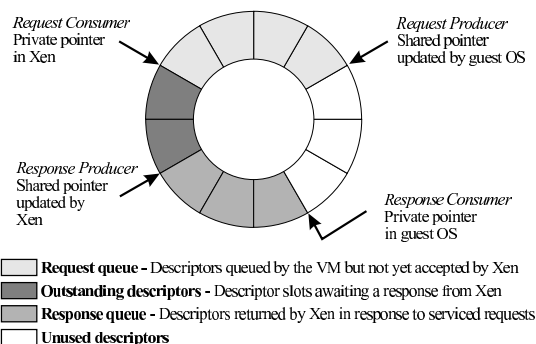 Request Consumer
Private pointer
in Xen
Request Producer
Shared pointer
updated by guest OS
Response Producer
Shared pointer
updated by
Xen
Response Consumer
Private pointer
in guest OS
Request queue - Descriptors queued by the VM but not yet accepted by Xen
Outstanding descriptors - Descriptor slots awaiting a response from Xen
Response queue - Descriptors returned by Xen in response to serviced requests
Unused descriptors